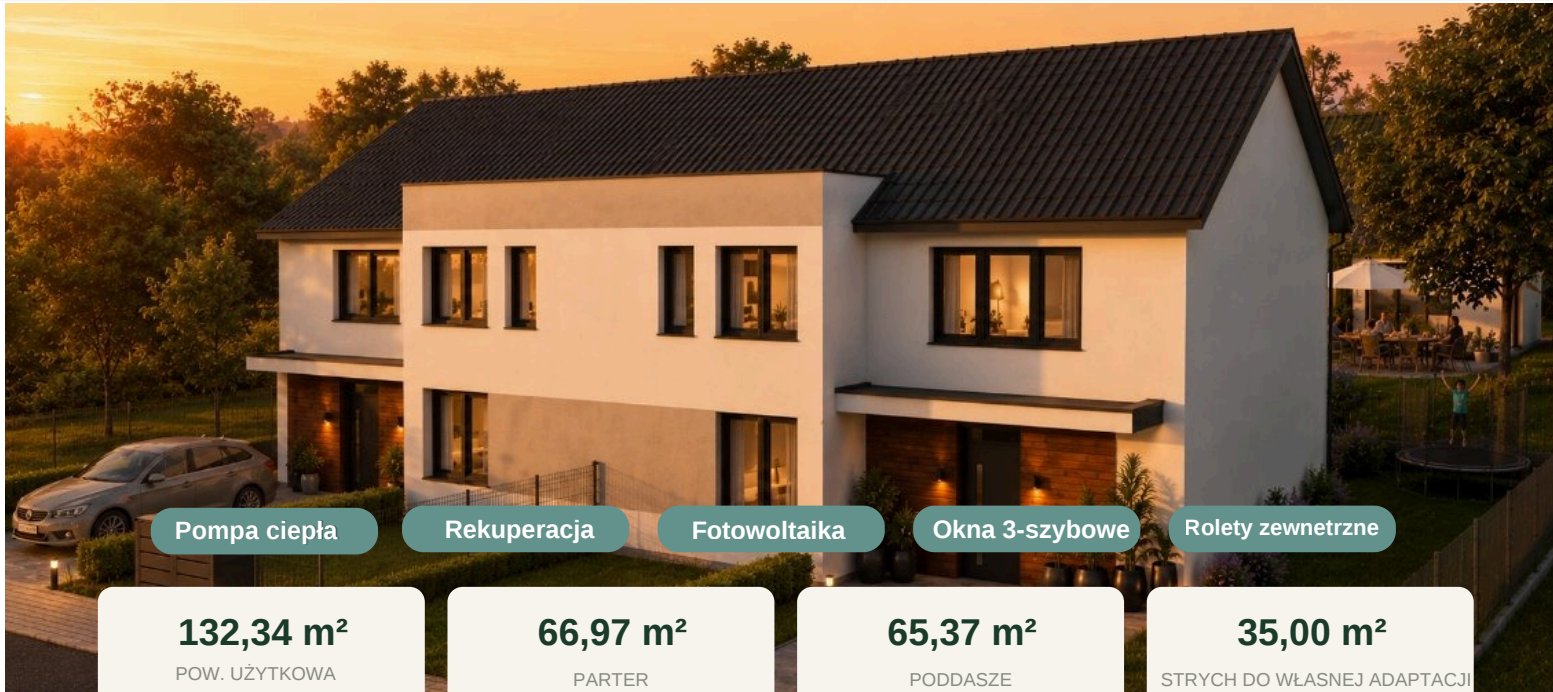 Pompa ciepła
Rekuperacja
Fotowoltaika
Okna 3-szybowe
Rolety zewnetrzne
132,34 m²
66,97 m²
65,37 m²
35,00 m²
POW. UŻYTKOWA
PARTER
PODDASZE
STRYCH DO WŁASNEJ ADAPTACJI